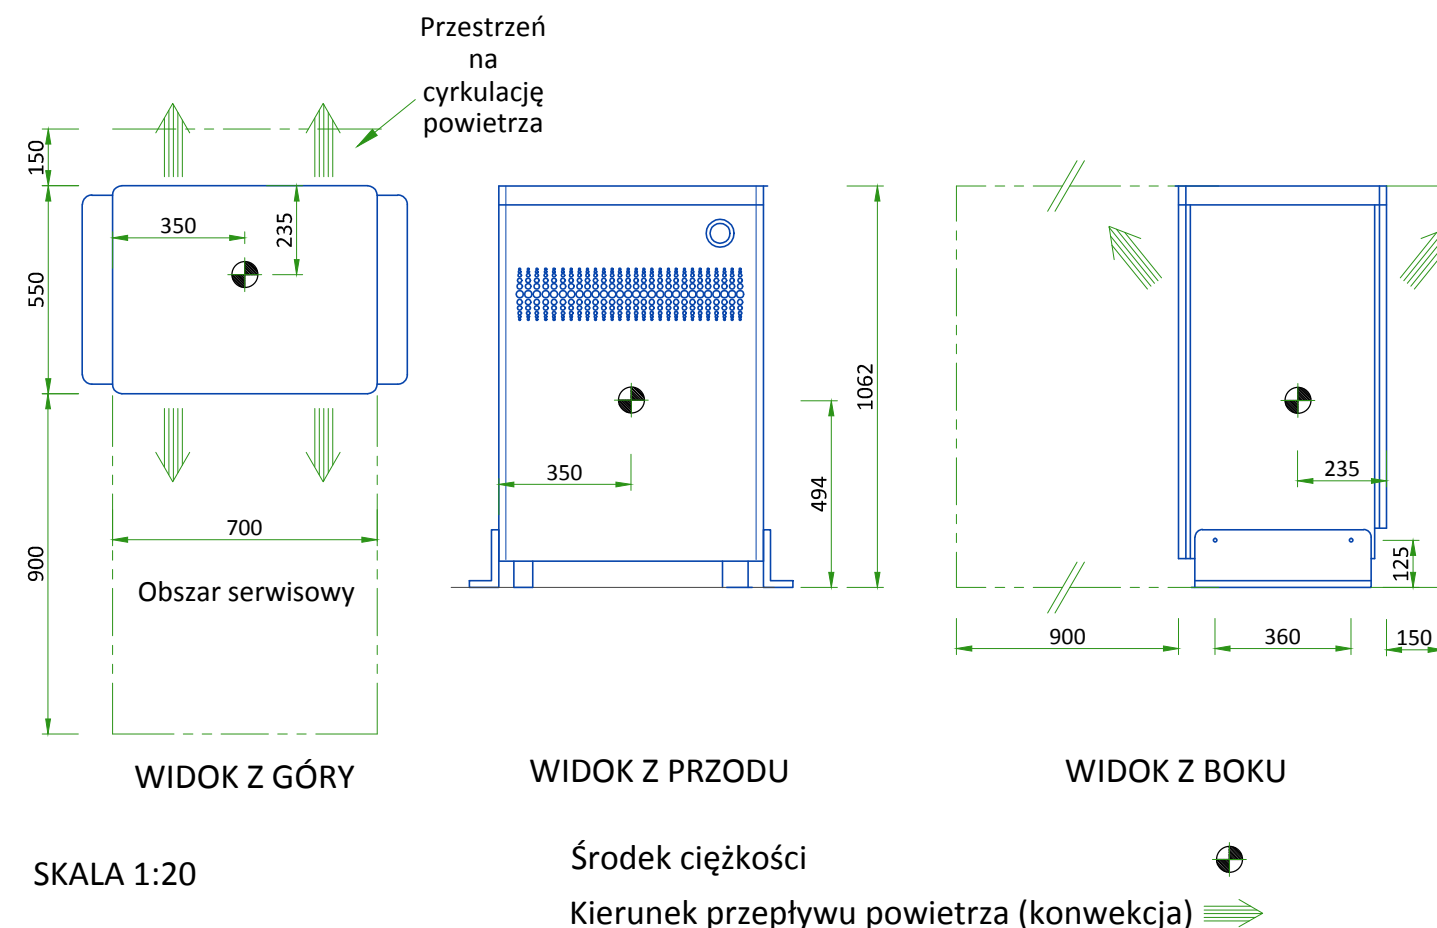 Przestrzeń
na
cyrkulację
powietrza
150
350
235
550
700
900
Obszar serwisowy
WIDOK Z GÓRY
350
494
1062
WIDOK Z PRZODU
235
125
900
360
150
WIDOK Z BOKU
SKALA 1:20
Środek ciężkości
Kierunek przepływu powietrza (konwekcja)